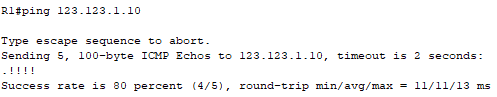 R1#ping 123.123.1.10
Type escape sequence to abort.
Sending 5, 100-byte ICMP Echos to 123.123.1.10, timeout is 2 seconds:
.!!!!
Success rate is 80 percent (4/5), round-trip min/avg/max = 11/11/13 ms